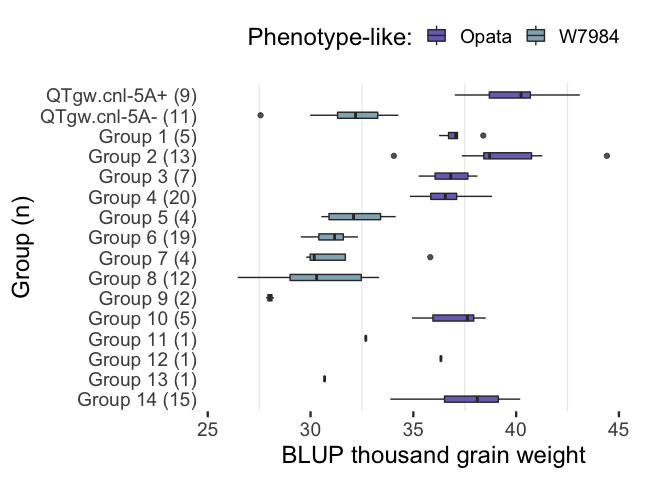 Phenotype-like: Opata W7984
QTgw.cnl-5A+ (9)
QTgw.cnl-5A- (11)
Group 1 (5)
Group 2 (13)
Group 3 (7)
Group 4 (20)
Group 5 (4)
Group 6 (19)
Group 7 (4)
Group 8 (12)
Group 9 (2)
Group 10 (5)
Group 11 (1)
Group 12 (1)
Group 13 (1)
Group 14 (15)
Group (n)
25 30 35 40 45
BLUP thousand grain weight